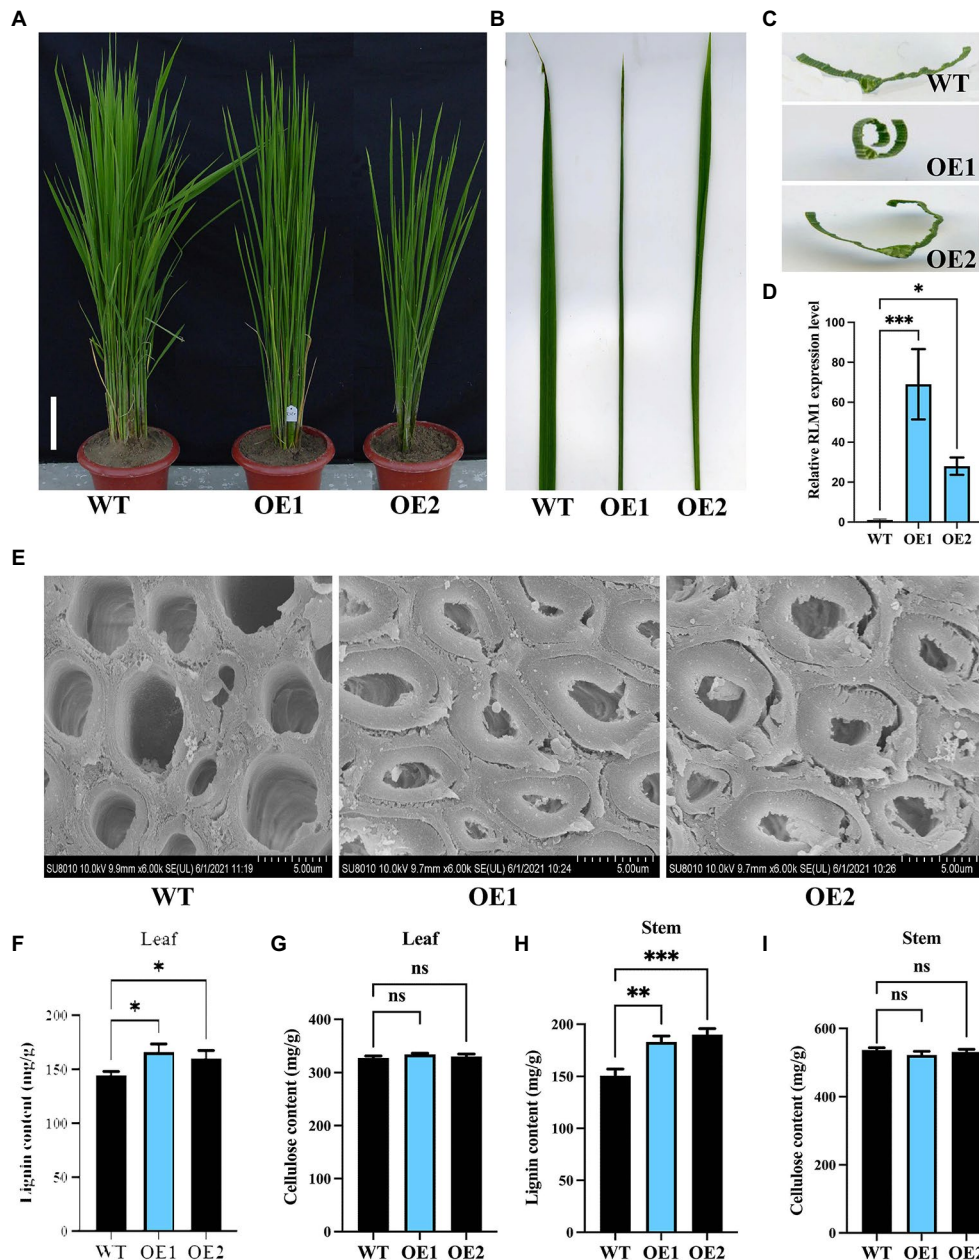 A
B
C
WT
OE1
OE2
WT OE1 OE2
WT OE1 OE2
D
* 
***
Relative RLM1 expression level
100
80
60
40
20
0
WT OE1 OE2
E
SU8010 10.0kV 9.9mm x6.00k SE(UL) 6/1/2021 11:19 5.00um
SU8010 10.0kV 9.7mm x6.00k SE(UL) 6/1/2021 10:24 5.00um
SU8010 10.0kV 9.7mm x6.00k SE(UL) 6/1/2021 10:26 5.00um
WT OE1 OE2
F
Leaf
*
*
Lignin content (mg/g)
200
150
100
50
0
WT OE1 OE2
G
Leaf
ns
ns
Cellulose content (mg/g)
400
300
200
100
0
WT OE1 OE2
H
Stem
***
**
Lignin content (mg/g)
200
150
100
50
0
WT OE1 OE2
I
Stem
ns
ns
Cellulose content (mg/g)
600
400
200
0
WT OE1 OE2